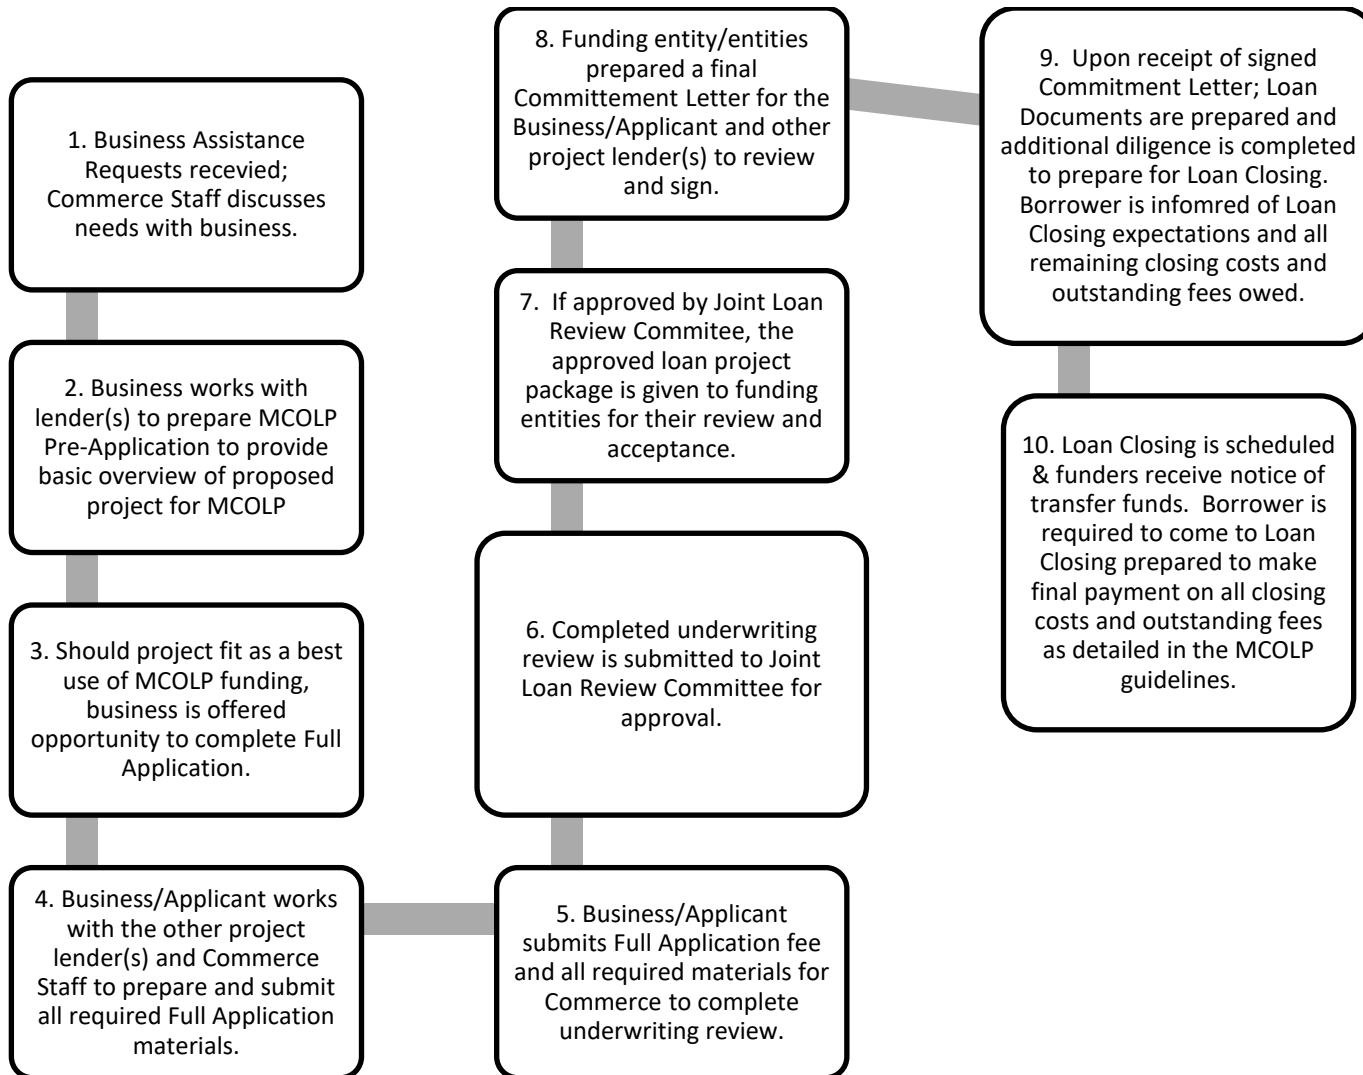 1. Business Assistance
Requests recevied;
Commerce Staff discusses
needs with business.
2. Business works with
lender(s) to prepare MCOLP
Pre-Application to provide
basic overview of proposed
project for MCOLP
3. Should project fit as a best
use of MCOLP funding,
business is offered
opportunity to complete Full
Application.
4. Business/Applicant works
with the other project
lender(s) and Commerce
Staff to prepare and submit
all required Full Application
materials.
5. Business/Applicant
submits Full Application fee
and all required materials for
Commerce to complete
underwriting review.
6. Completed underwriting
review is submitted to Joint
Loan Review Committee for
approval.
7. If approved by Joint Loan
Review Commitee, the
approved loan project
package is given to funding
entities for their review and
acceptance.
8. Funding entity/entities
prepared a final
Committement Letter for the
Business/Applicant and other
project lender(s) to review
and sign.
9. Upon receipt of signed
Commitment Letter; Loan
Documents are prepared and
additional diligence is completed
to prepare for Loan Closing.
Borrower is infomred of Loan
Closing expectations and all
remaining closing costs and
outstanding fees owed.
10. Loan Closing is scheduled
& funders receive notice of
transfer funds. Borrower is
required to come to Loan
Closing prepared to make
final payment on all closing
costs and outstanding fees
as detailed in the MCOLP
guidelines.